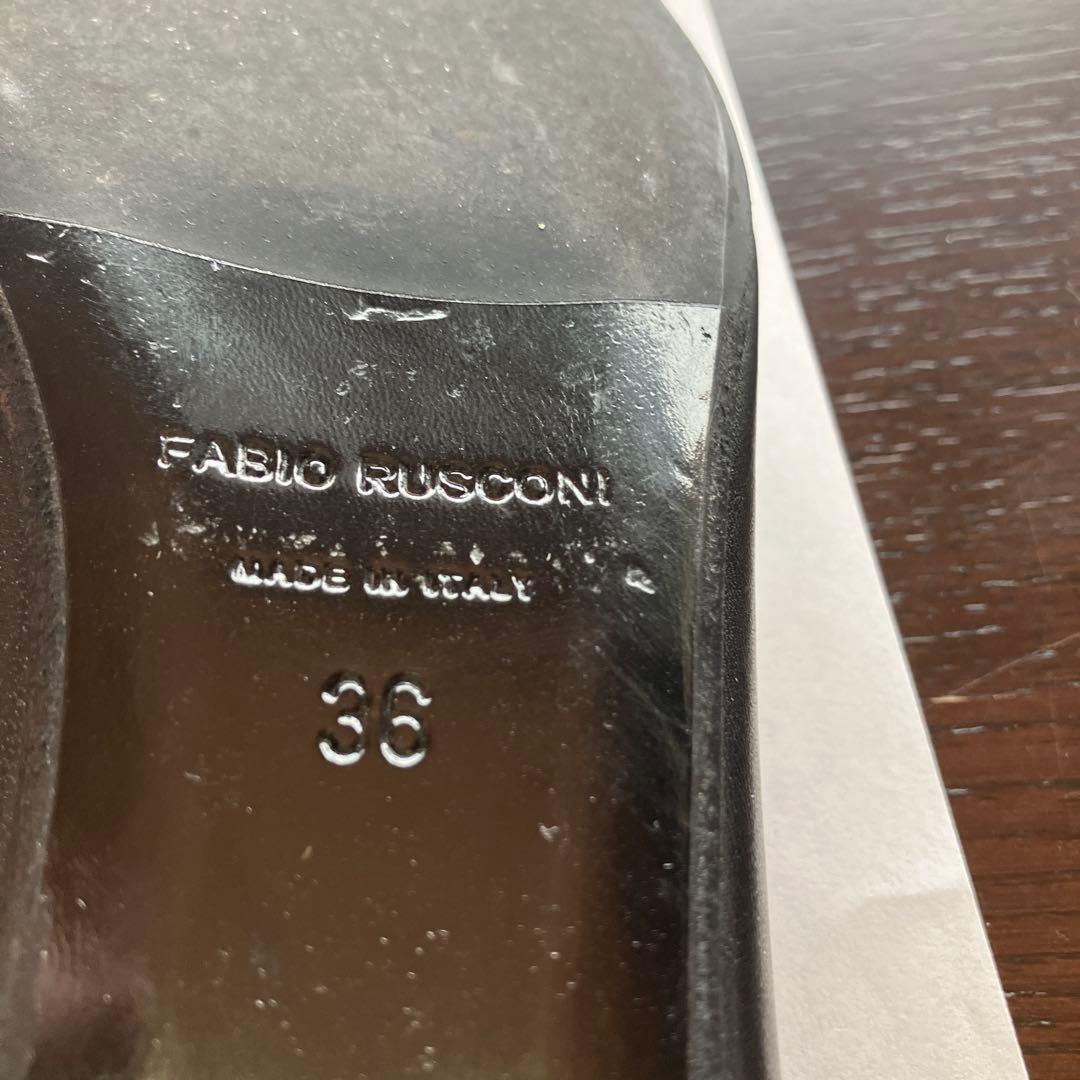 FABIO RUSCONI
MADE IN ITALY
36